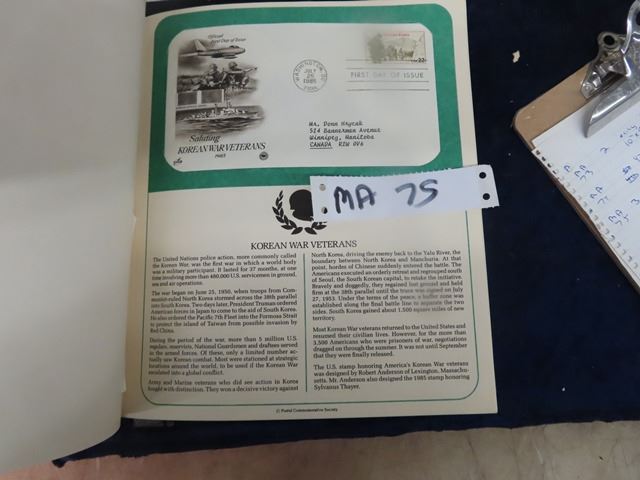 Official
First Day of Issue
WASHINGTON, DC
JULY
26
1985
20066
FIRST DAY OF ISSUE
22
Saluting
KOREAN WAR VETERANS
1985
Mr. Donn Hnycak
524 Bannerman Avenue
Winnipeg, Manitoba
CANADA R2W 0V6
MA 75
KOREAN WAR VETERANS
The United Nations police action, more commonly called
the Korean War, was the first war in which a world body
was a military participant. It lasted for 37 months, at one
time involving more than 480,000 U.S. servicemen in ground,
sea and air operations.
The war began on June 25, 1950, when troops from Com-
munist-ruled North Korea stormed across the 38th parallel
into South Korea. Two days later, President Truman ordered
American forces in Japan to come to the aid of South Korea.
He also ordered the Pacific 7th Fleet into the Formosa Strait
to protect the island of Taiwan from possible invasion by
Red China.
During the period of the war, more than 5 million U.S.
regulars, reservists, National Guardsmen and draftees served
in the armed forces. Of these, only a limited number ac-
tually saw Korean combat. Most were stationed at strategic
locations around the world, to be used if the Korean War
escalated into a global conflict.
Army and Marine veterans who did see action in Korea
fought with distinction. They won a decisive victory against
North Korea, driving the enemy back to the Yalu River, the
boundary between North Korea and Manchuria. At that
point, hordes of Chinese suddenly entered the battle. The
Americans executed an orderly retreat and regrouped south
of Seoul, the South Korean capital, to retake the initiative.
Bravely and doggedly, they regained lost ground and held
firm at the 38th parallel until the truce was signed on July
27, 1953. Under the terms of the peace, a buffer zone was
established along the final battle line to separate the two
sides. South Korea gained about 1,500 square miles of new
territory.
Most Korean War veterans returned to the United States and
resumed their civilian lives. However, for the more than
3,500 Americans who were prisoners of war, negotiations
dragged on through the summer. It was not until September
that they were finally released.
The U.S. stamp honoring America's Korean War veterans
was designed by Robert Anderson of Lexington, Massachu-
setts. Mr. Anderson also designed the 1985 stamp honoring
Sylvanus Thayer.
© Postal Commemorative Society